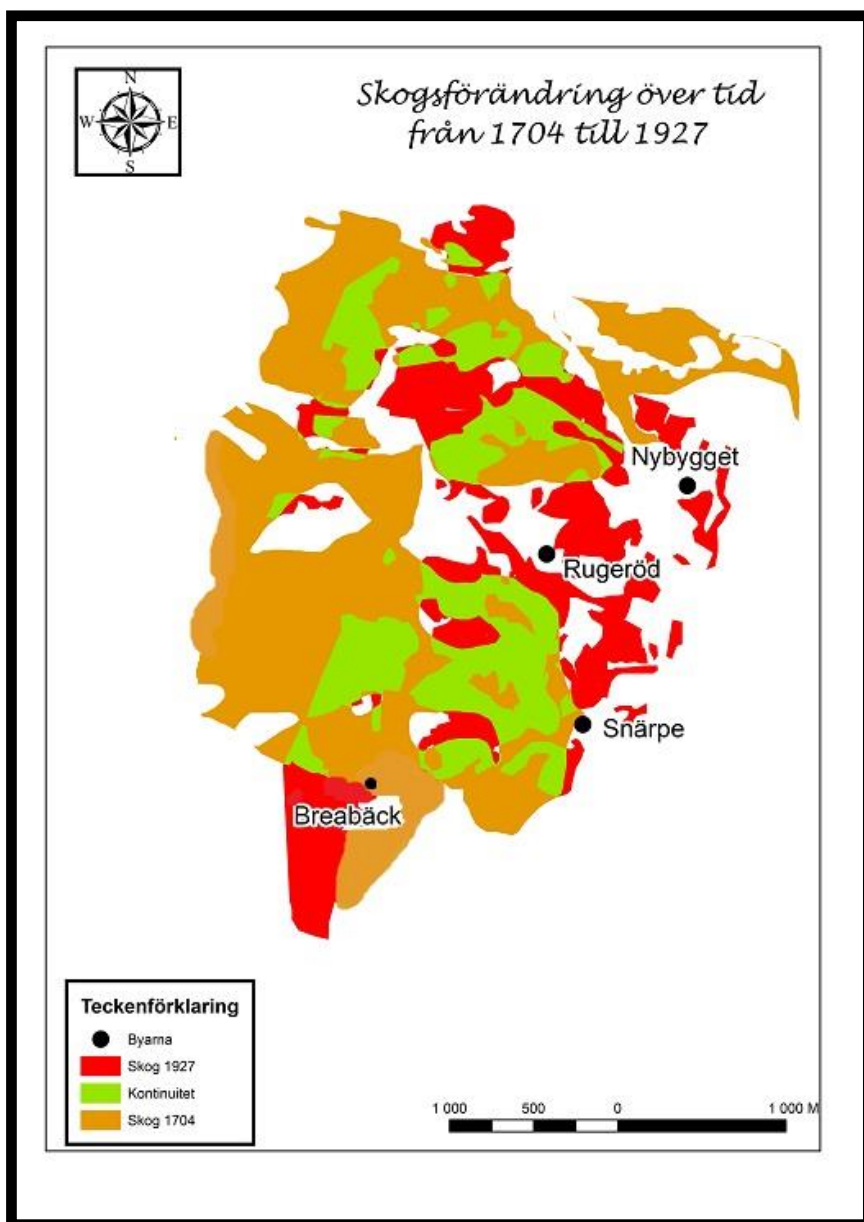 N
W E
S
Skogsförändring över tid
från 1704 till 1927
Nybygget
Rugeröd
Snärpe
Breabäck
Teckenförklaring
Byarna
Skog 1927
Kontinuitet
Skog 1704
1 000 500 0 1 000 M